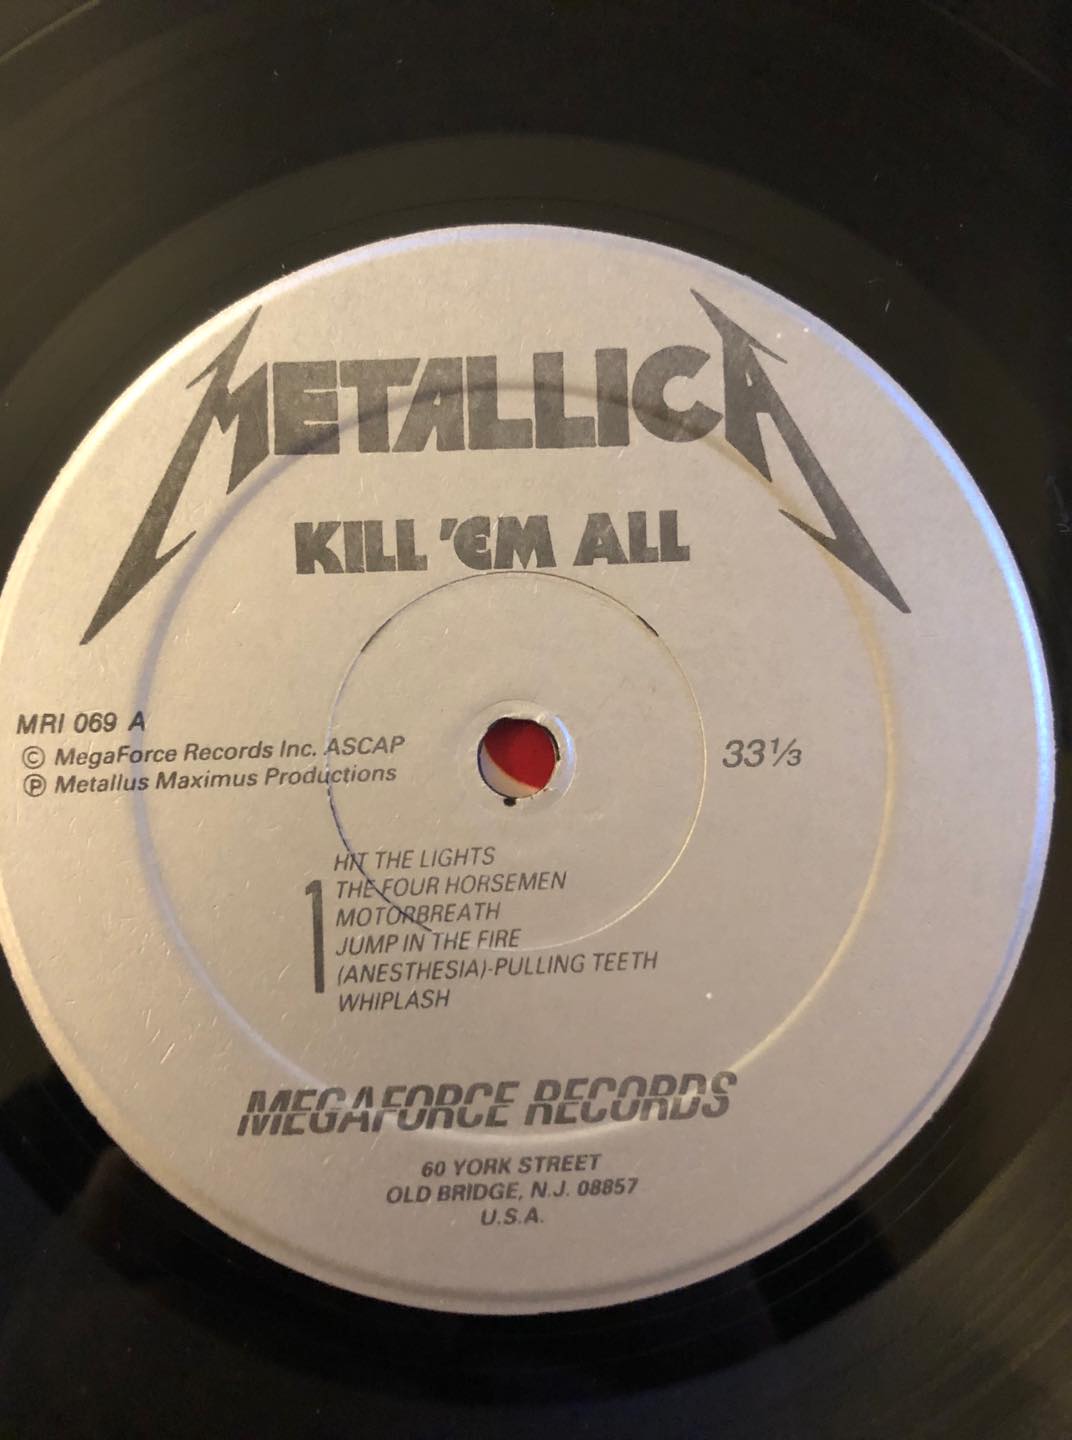 METALLICA
KILL 'EM ALL
MRI 069 A
© MegaForce Records Inc. ASCAP
℗ Metallus Maximus Productions
33⅓
1
HIT THE LIGHTS
THE FOUR HORSEMEN
MOTORBREATH
JUMP IN THE FIRE
(ANESTHESIA)-PULLING TEETH
WHIPLASH
MEGAFORCE RECORDS
60 YORK STREET
OLD BRIDGE, N.J. 08857
U.S.A.